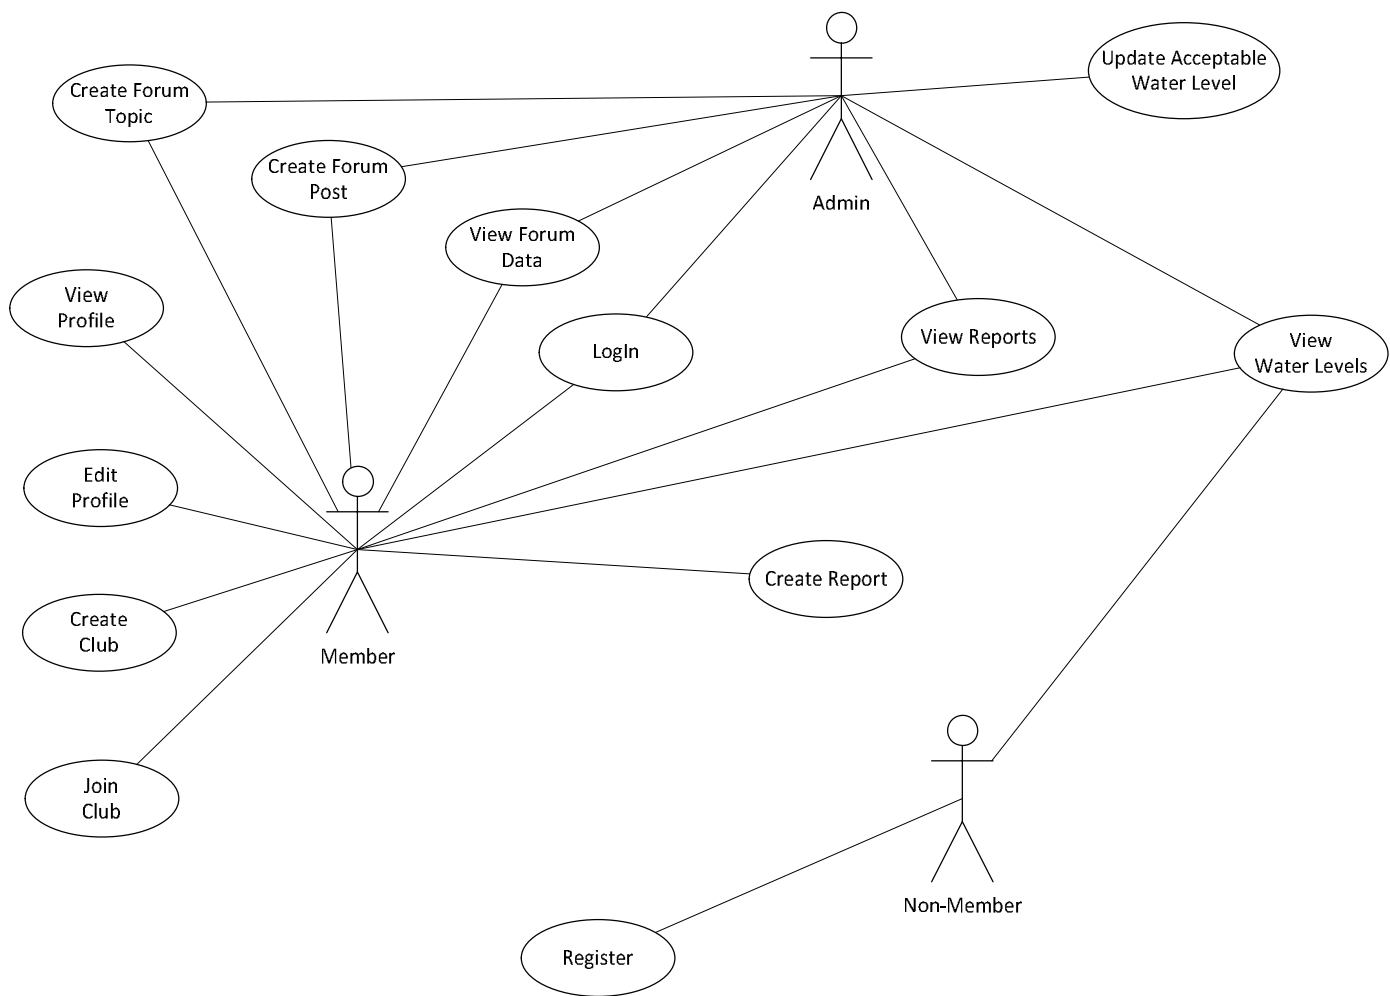 Update Acceptable
Water Level
Create Forum
Topic
Create Forum
Post
Admin
View Forum
Data
View
Profile
LogIn
View Reports
View
Water Levels
Edit
Profile
Create Report
Create
Club
Member
Join
Club
Non-Member
Register